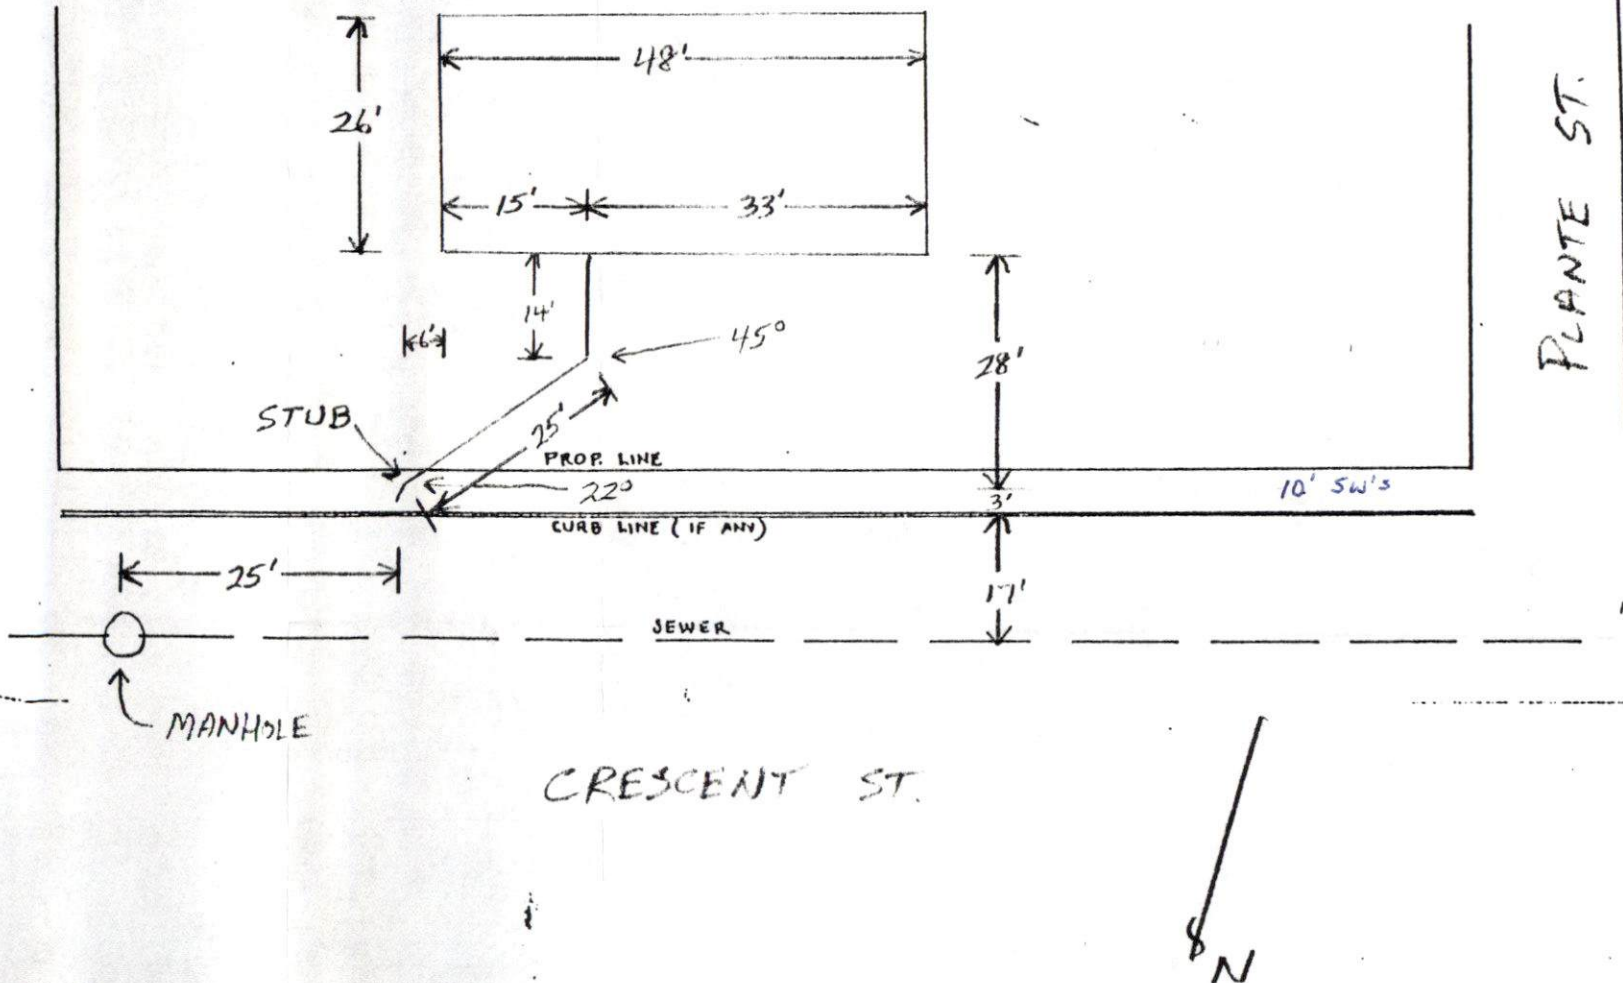 48'
26'
15'
33'
PLANTE ST.
14'
6'
45°
28'
STUB
25'
PROP. LINE
22°
3'
10' SW'S
CURB LINE (IF ANY)
25'
17'
SEWER
MANHOLE
CRESCENT ST.
N